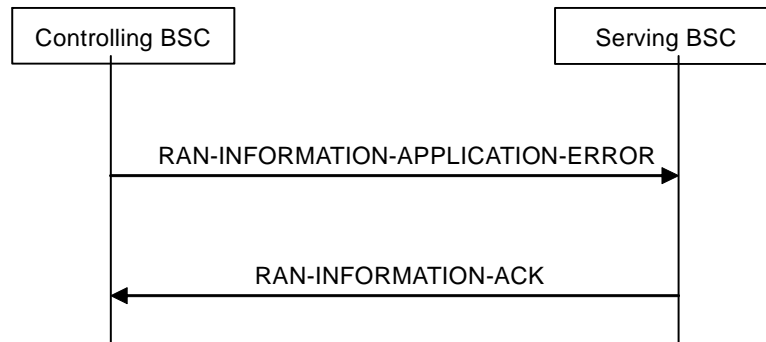 Controlling BSC
Serving BSC
RAN-INFORMATION-APPLICATION-ERROR
RAN-INFORMATION-ACK